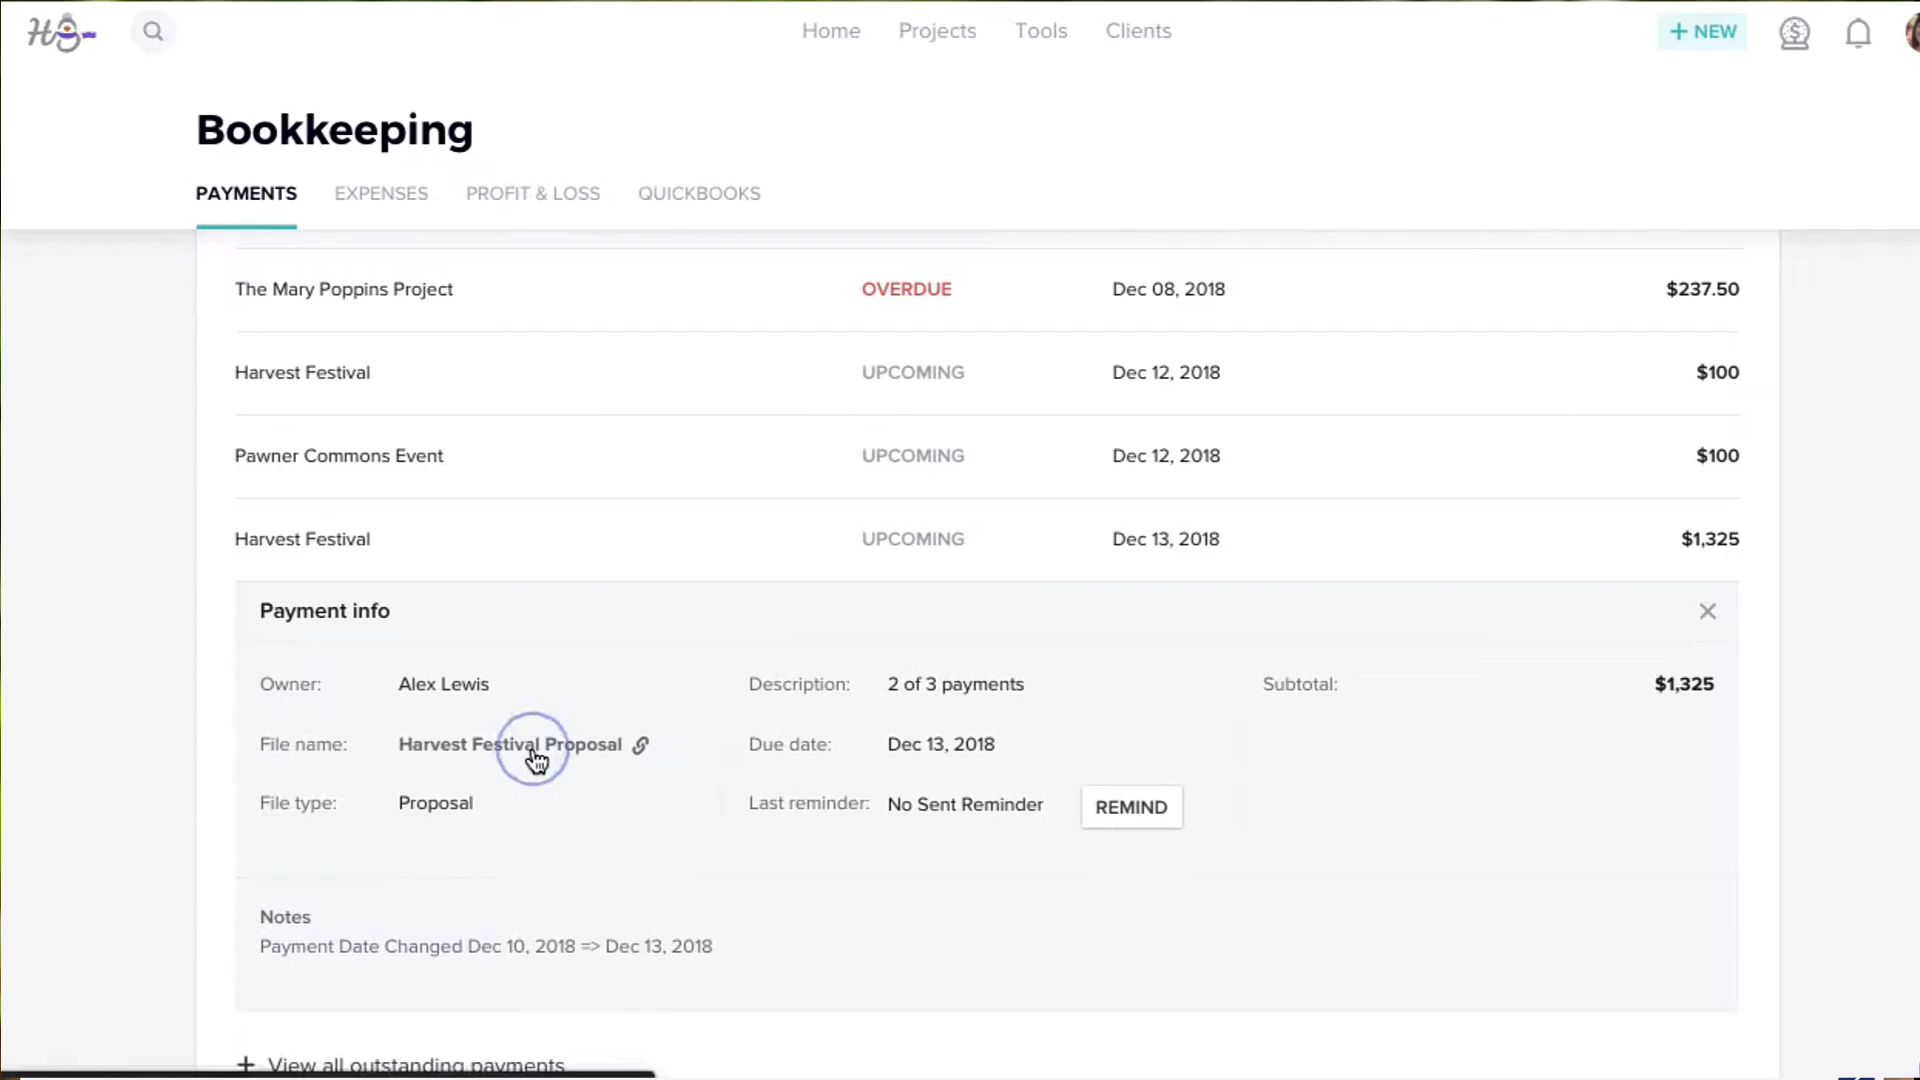 Home Projects Tools Clients + NEW
Bookkeeping
PAYMENTS EXPENSES PROFIT & LOSS QUICKBOOKS
The Mary Poppins Project OVERDUE Dec 08, 2018 $237.50
Harvest Festival UPCOMING Dec 12, 2018 $100
Pawner Commons Event UPCOMING Dec 12, 2018 $100
Harvest Festival UPCOMING Dec 13, 2018 $1,325
Payment info
Owner: Alex Lewis Description: 2 of 3 payments Subtotal: $1,325
File name: Harvest Festival Proposal Due date: Dec 13, 2018
File type: Proposal Last reminder: No Sent Reminder REMIND
Notes
Payment Date Changed Dec 10, 2018 => Dec 13, 2018
+ View all outstanding payments